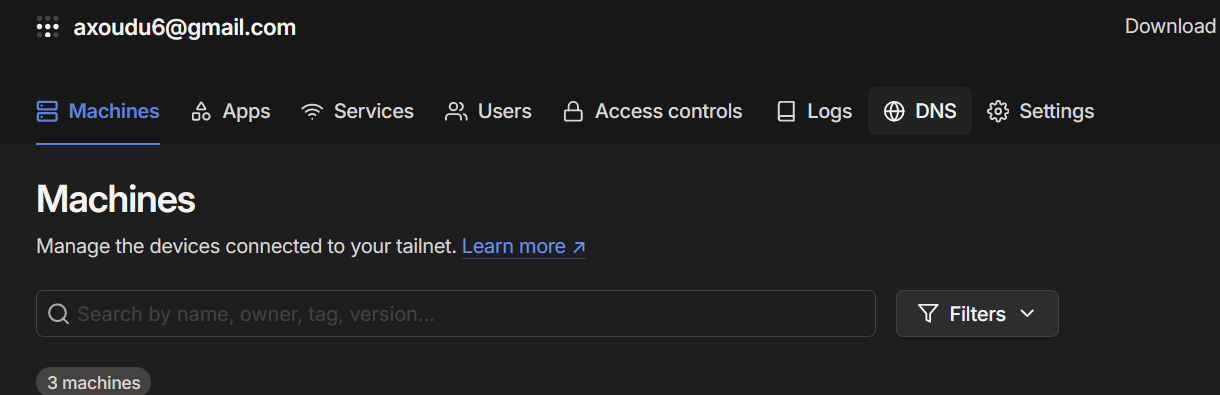 axoudu6@gmail.com Download
Machines Apps Services Users Access controls Logs DNS Settings
Machines
Manage the devices connected to your tailnet. Learn more ↗
Search by name, owner, tag, version... Filters
3 machines